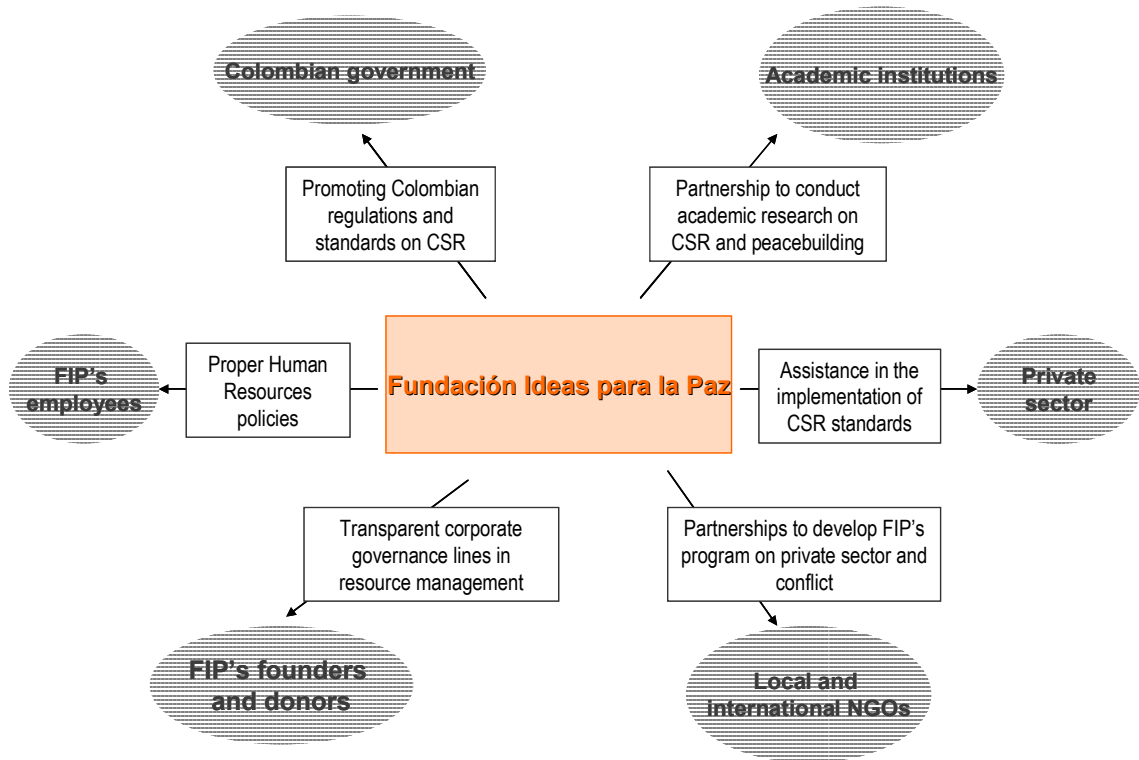 Colombian government
Academic institutions
Promoting Colombian
regulations and
standards on CSR
Partnership to conduct
academic research on
CSR and peacebuilding
FIP's
employees
Proper Human
Resources
policies
Fundación Ideas para la Paz
Assistance in the
implementation of
CSR standards
Private
sector
Transparent corporate
governance lines in
resource management
Partnerships to develop FIP's
program on private sector and
conflict
FIP's founders
and donors
Local and
international NGOs